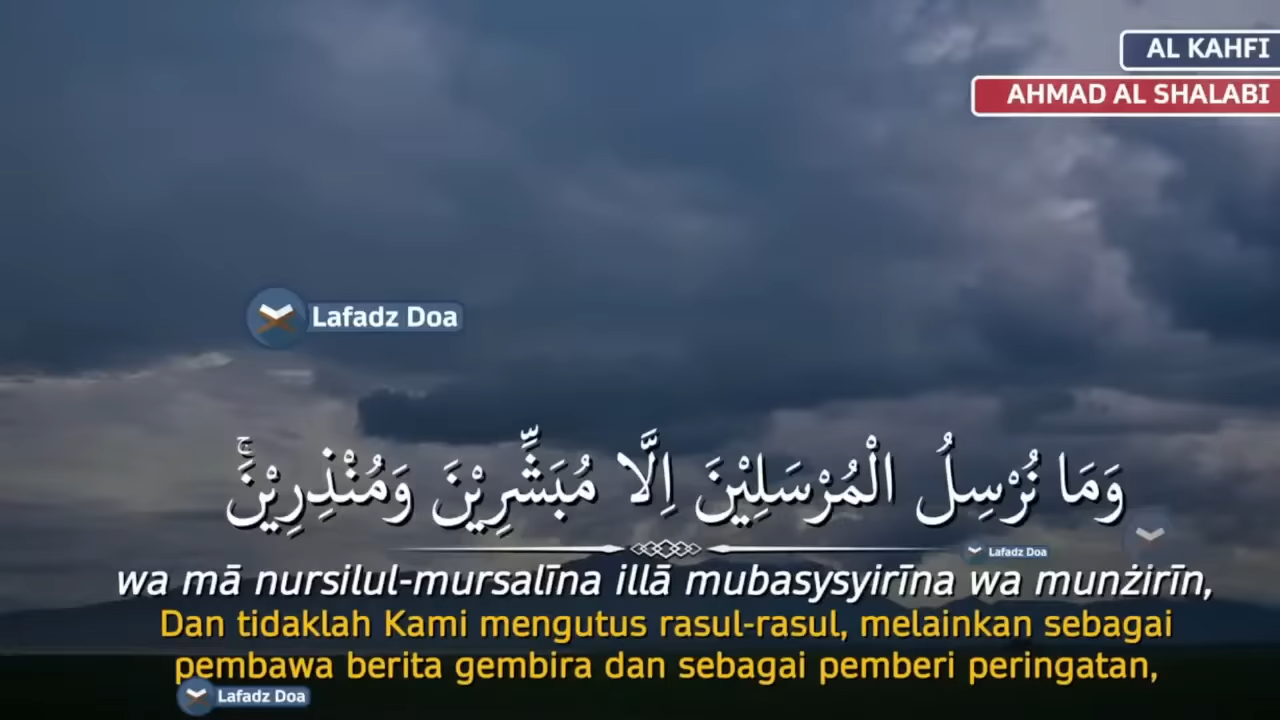 AL KAHFI
AHMAD AL SHALABI
Lafadz Doa
وَمَا نُرْسِلُ الْمُرْسَلِيْنَ اِلَّا مُبَشِّرِيْنَ وَمُنْذِرِيْنَۚ
Lafadz Doa
wa mā nursilul-mursalīna illā mubasysyirīna wa munżirīn,
Dan tidaklah Kami mengutus rasul-rasul, melainkan sebagai
pembawa berita gembira dan sebagai pemberi peringatan,
Lafadz Doa